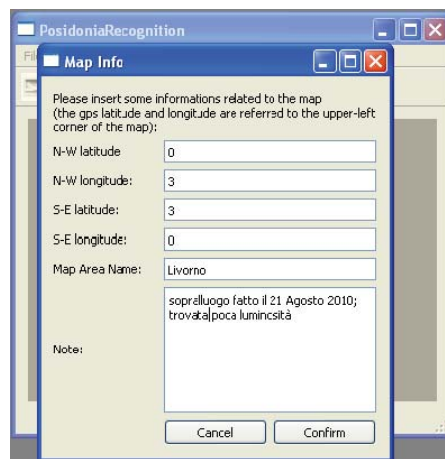 PosidoniaRecognition
Map Info
Please insert some informations related to the map
(the gps latitude and longitude are referred to the upper-left
corner of the map):
N-W latitude 0
N-W longitude: 3
S-E latitude: 3
S-E longitude: 0
Map Area Name: Livorno
Note:
sopralluogo fatto il 21 Agosto 2010;
trovata poca luminosità
Cancel Confirm